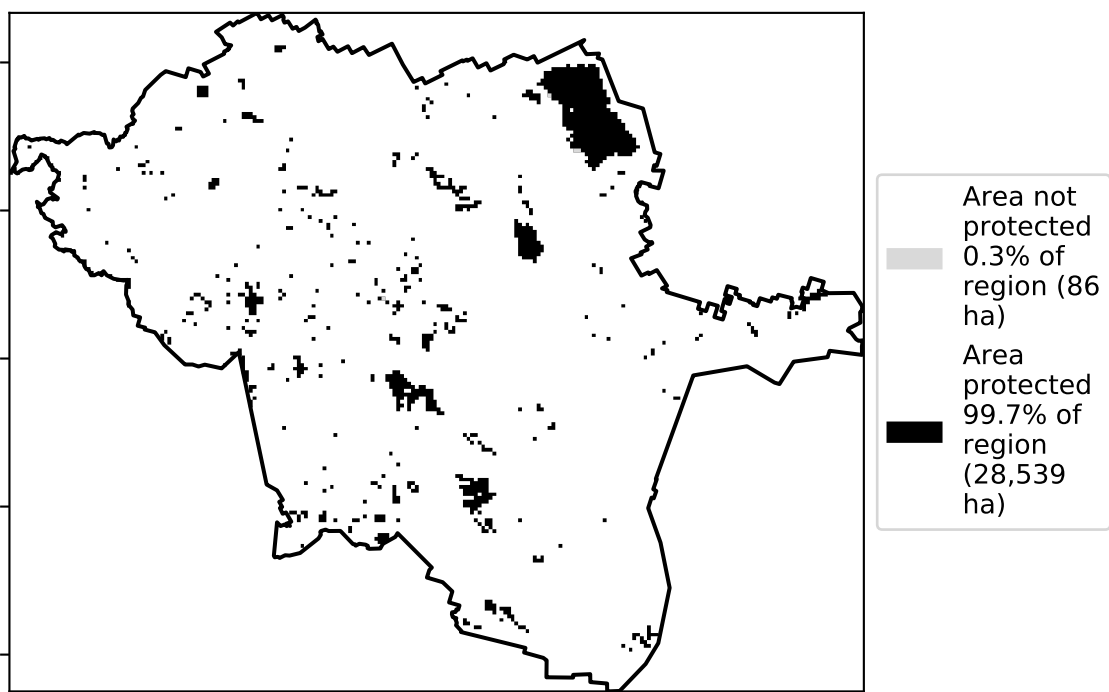 Area not
protected
0.3% of
region (86
ha)
Area
protected
99.7% of
region
(28,539
ha)